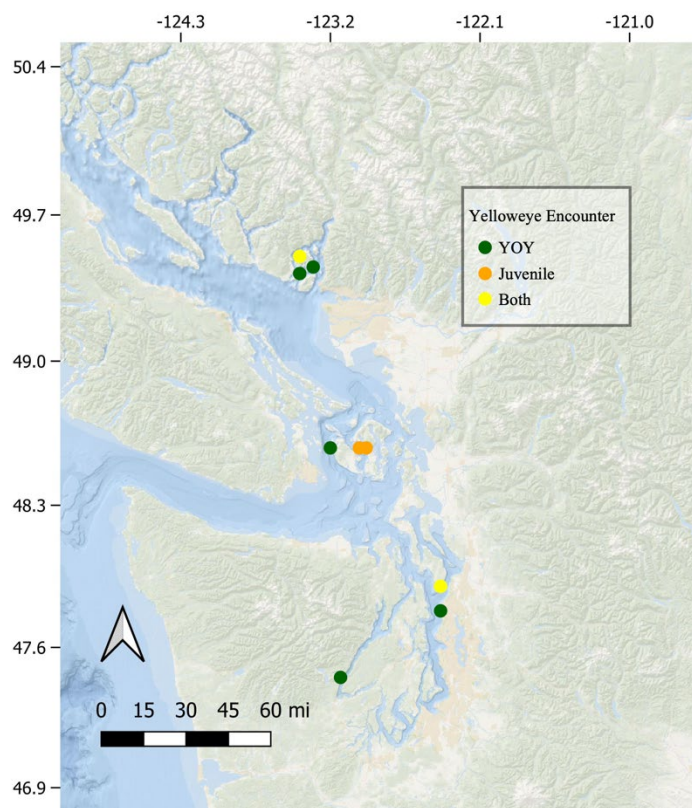 -124.3 -123.2 -122.1 -121.0
50.4
49.7
Yelloweye Encounter
YOY
Juvenile
Both
49.0
48.3
47.6
0 15 30 45 60 mi
46.9